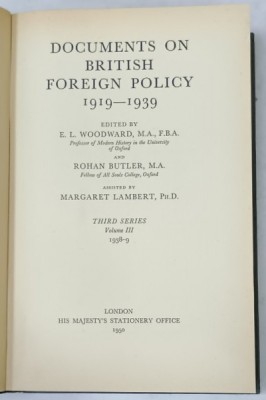 DOCUMENTS ON
BRITISH
FOREIGN POLICY
1919—1939
EDITED BY
E. L. WOODWARD, M.A., F.B.A.
Professor of Modern History in the University
of Oxford
AND
ROHAN BUTLER, M.A.
Fellow of All Souls College, Oxford
ASSISTED BY
MARGARET LAMBERT, PH.D.
THIRD SERIES
Volume III
1938-9
LONDON
HIS MAJESTY'S STATIONERY OFFICE
1950